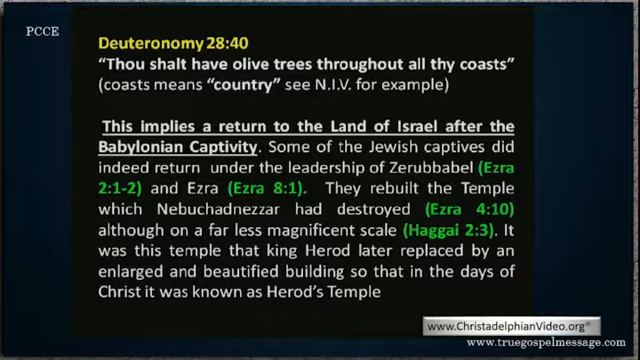 PCCE
Deuteronomy 28:40
“Thou shalt have olive trees throughout all thy coasts”
(coasts means “country” see N.I.V. for example)
This implies a return to the Land of Israel after the
Babylonian Captivity. Some of the Jewish captives did
indeed return under the leadership of Zerubbabel (Ezra
2:1-2) and Ezra (Ezra 8:1). They rebuilt the Temple
which Nebuchadnezzar had destroyed (Ezra 4:10)
although on a far less magnificent scale (Haggai 2:3). It
was this temple that king Herod later replaced by an
enlarged and beautified building so that in the days of
Christ it was known as Herod’s Temple
www.ChristadelphianVideo.org®
www.truegospelmessage.com